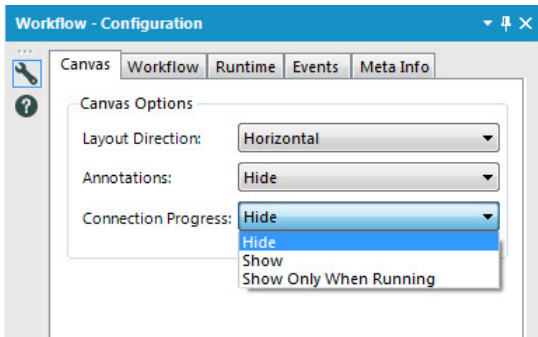 Workflow - Configuration
Canvas Workflow Runtime Events Meta Info
Canvas Options
Layout Direction: Horizontal
Annotations: Hide
Connection Progress: Hide
Hide
Show
Show Only When Running